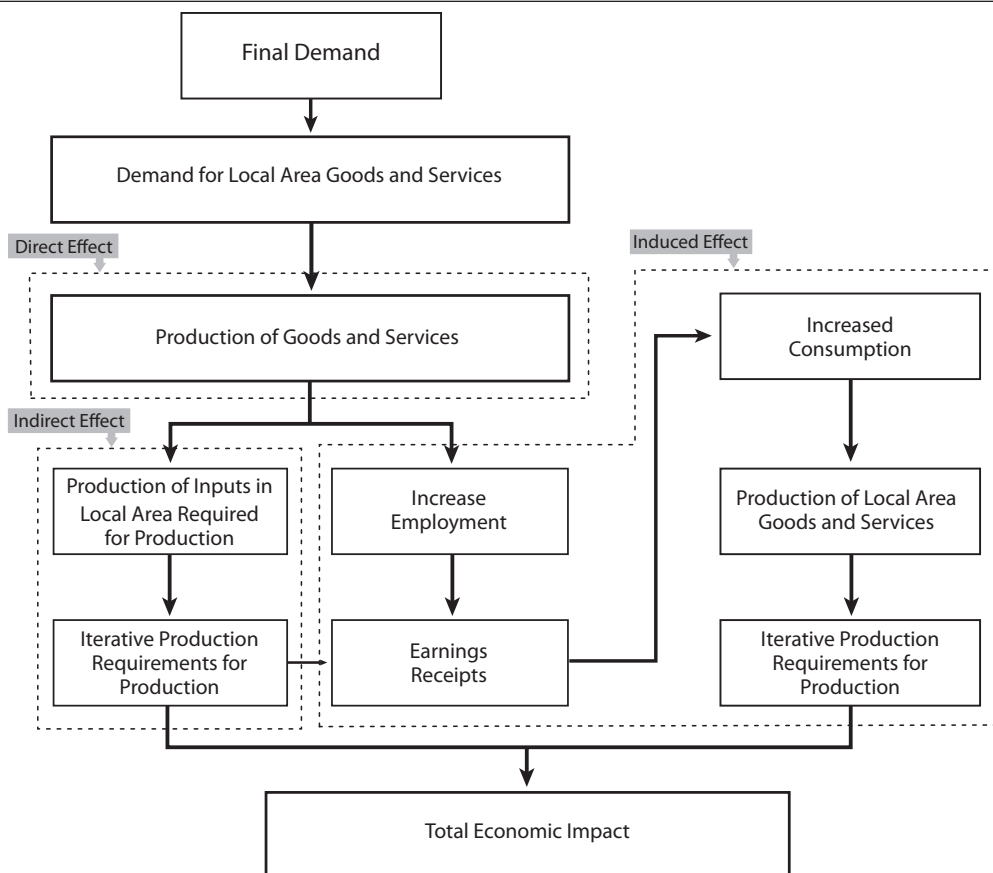 Final Demand
Demand for Local Area Goods and Services
Direct Effect
Induced Effect
Production of Goods and Services
Increased
Consumption
Indirect Effect
Production of Inputs in
Local Area Required
for Production
Increase
Employment
Production of Local Area
Goods and Services
Iterative Production
Requirements for
Production
Earnings
Receipts
Iterative Production
Requirements for
Production
Total Economic Impact